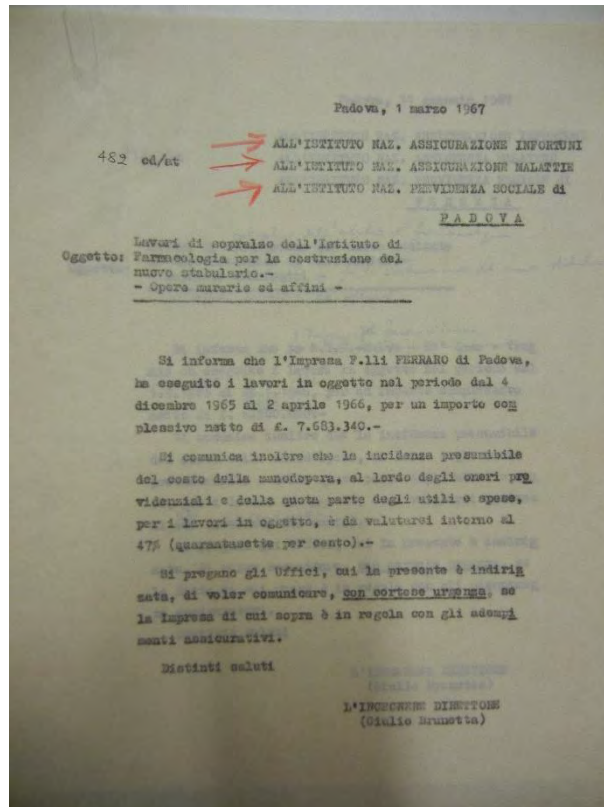 Padova, 1 marzo 1967
ALL'ISTITUTO NAZ. ASSICURAZIONE INFORTUNI
482 cd/at
ALL'ISTITUTO NAZ. ASSICURAZIONE MALATTIE
ALL'ISTITUTO NAZ. PREVIDENZA SOCIALE di
PADOVA
Oggetto: Lavori di sopralzo dell'Istituto di
Farmacologia per la costruzione del
nuovo stabulario.-
- Opere murarie ed affini -
Si informa che l'Impresa F.lli FERRARO di Padova,
ha eseguito i lavori in oggetto nel periodo dal 4
dicembre 1965 al 2 aprile 1966, per un importo com
plessivo netto di £. 7.683.340.-
Si comunica inoltre che la incidenza presumibile
del costo della manodopera, al lordo degli oneri pre
videnziali e della quota parte degli utili e spese,
per i lavori in oggetto, è da valutarsi intorno al
47% (quarantasette per cento).-
Si pregano gli Uffici, cui la presente è indiriz
zata, di voler comunicare, con cortese urgenza, se
la Impresa di cui sopra è in regola con gli adempi
menti assicurativi.
Distinti saluti
L'INGEGNERE DIRETTORE
(Giulio Brunetta)